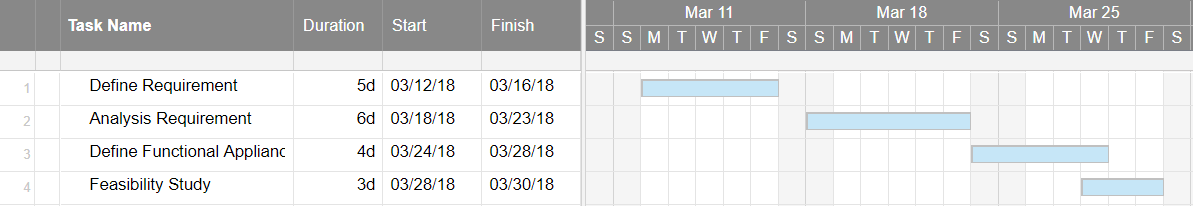 Mar 11 Mar 18 Mar 25
Task Name Duration Start Finish
S S M T W T F S S M T W T F S S M T W T F S
1 Define Requirement 5d 03/12/18 03/16/18
2 Analysis Requirement 6d 03/18/18 03/23/18
3 Define Functional Applianc 4d 03/24/18 03/28/18
4 Feasibility Study 3d 03/28/18 03/30/18